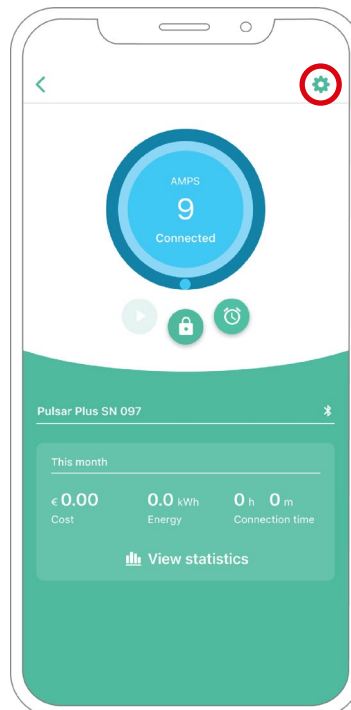 AMPS
9
Connected
Pulsar Plus SN 097
This month
€ 0.00 0.0 kWh 0 h 0 m
Cost Energy Connection time
View statistics